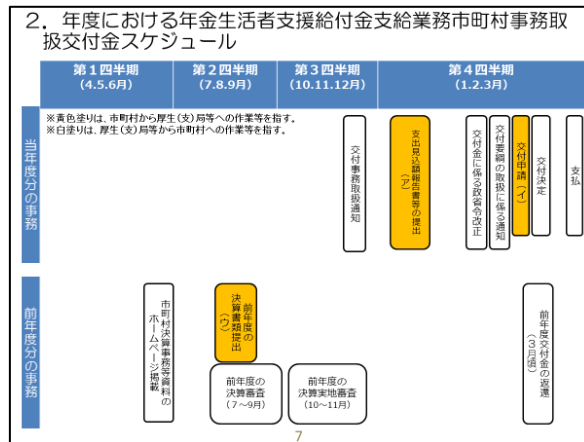 2．年度における年金生活者支援給付金支給業務市町村事務取
扱交付金スケジュール
第１四半期
(4.5.6月)
第２四半期
(7.8.9月)
第３四半期
(10.11.12月)
第４四半期
(1.2.3月)
※黄色塗りは、市町村から厚生(支)局等への作業等を指す。
※白塗りは、厚生(支)局等から市町村への作業等を指す。
当年度分の事務
交付事務取扱通知
支出見込額報告書等の提出
(ア)
交付金に係る政省令改正
交付要綱の取扱に係る通知
交付申請(イ)
交付決定
支払
前年度分の事務
市町村決算事務等資料の
ホームページ掲載
前年度の
決算書類提出
(ウ)
前年度の
決算審査
(７～９月)
前年度の
決算実地審査
(10～11月)
前年度交付金の返還
(３月頃)
7